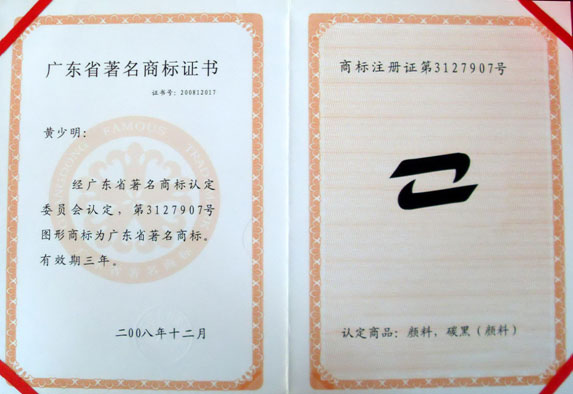 广东省著名商标证书
证书号：200812017
黄少明：
经广东省著名商标认定
委员会认定，第3127907号
图形商标为广东省著名商标。
有效期三年。
二00八年十二月
商标注册证第3127907号
认定商品：颜料，碳黑（颜料）